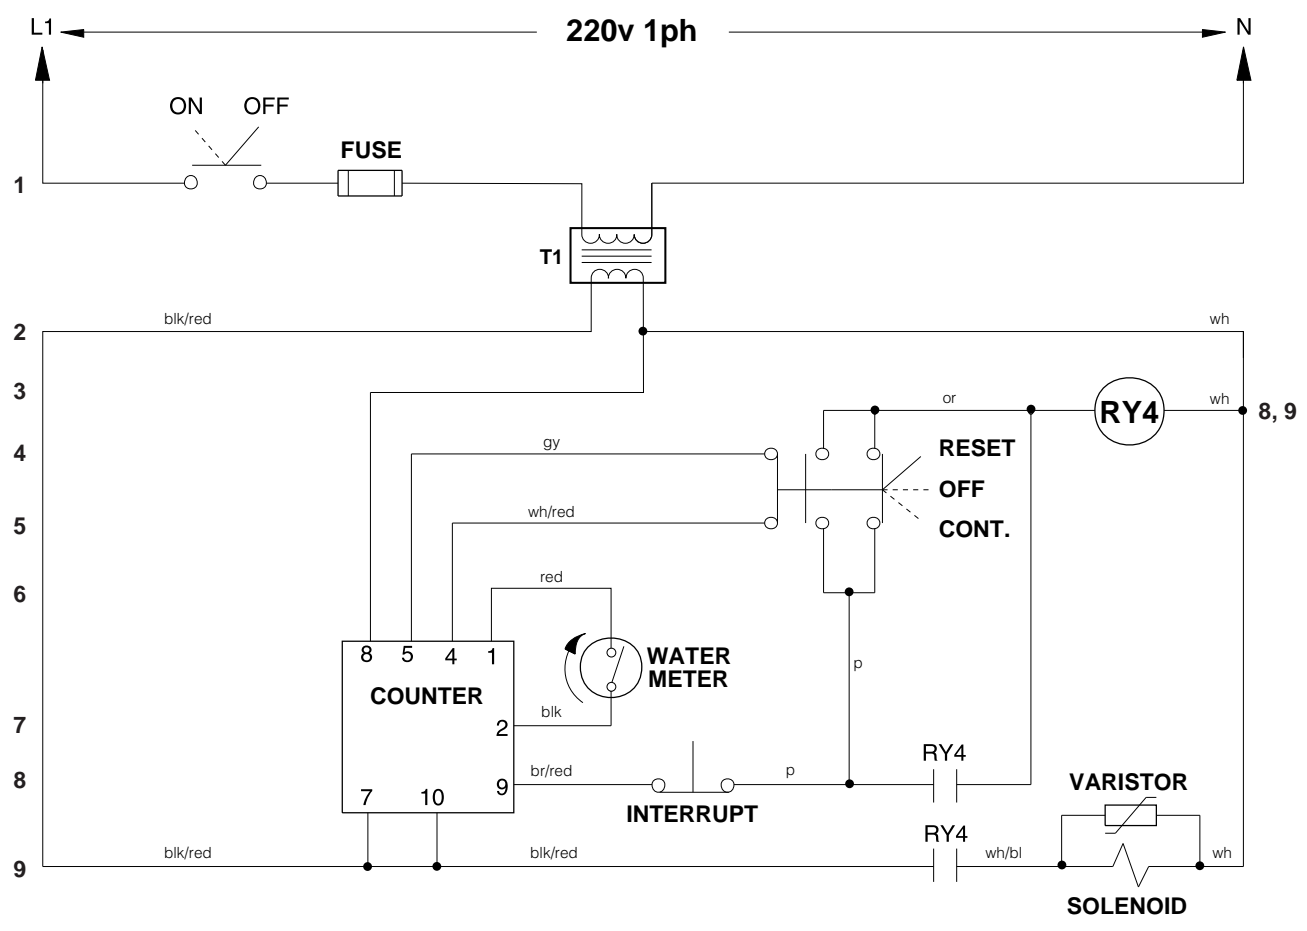 L1 220v 1ph N
ON OFF
FUSE
1
T1
2 blk/red wh
3
or RY4 wh 8, 9
4 gy RESET
OFF
5 wh/red CONT.
6 red
8 5 4 1
WATER
METER
p
COUNTER
7 2 blk
8 9 br/red p RY4
INTERRUPT
7 10
VARISTOR
RY4
9 blk/red blk/red wh/bl wh
SOLENOID